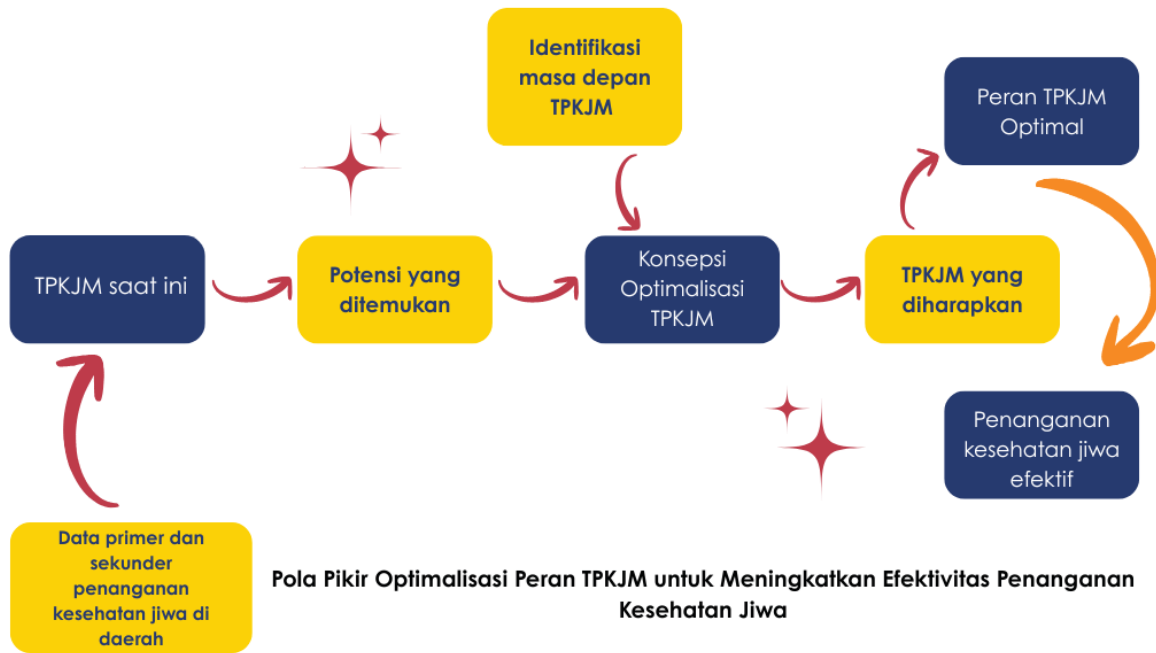 Identifikasi
masa depan
TPKJM
Peran TPKJM
Optimal
TPKJM saat ini
Potensi yang
ditemukan
Konsepsi
Optimalisasi
TPKJM
TPKJM yang
diharapkan
Penanganan
kesehatan jiwa
efektif
Data primer dan
sekunder
penanganan
kesehatan jiwa di
daerah
Pola Pikir Optimalisasi Peran TPKJM untuk Meningkatkan Efektivitas Penanganan
Kesehatan Jiwa